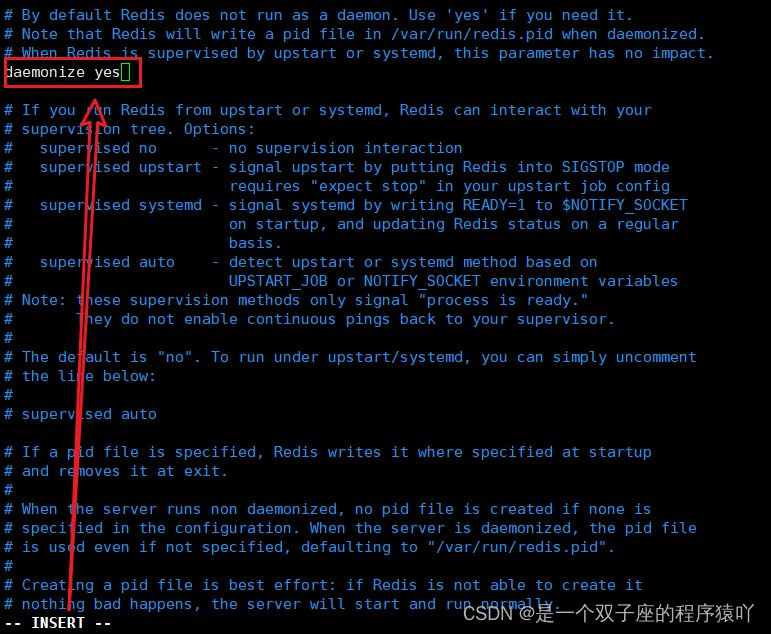 # By default Redis does not run as a daemon. Use 'yes' if you need it.
# Note that Redis will write a pid file in /var/run/redis.pid when daemonized.
# When Redis is supervised by upstart or systemd, this parameter has no impact.
daemonize yes
# If you run Redis from upstart or systemd, Redis can interact with your
# supervision tree. Options:
#   supervised no      - no supervision interaction
#   supervised upstart - signal upstart by putting Redis into SIGSTOP mode
#                        requires "expect stop" in your upstart job config
#   supervised systemd - signal systemd by writing READY=1 to $NOTIFY_SOCKET
#                        on startup, and updating Redis status on a regular
#                        basis.
#   supervised auto    - detect upstart or systemd method based on
#                        UPSTART_JOB or NOTIFY_SOCKET environment variables
# Note: these supervision methods only signal "process is ready."
#       They do not enable continuous pings back to your supervisor.
#
# The default is "no". To run under upstart/systemd, you can simply uncomment
# the line below:
#
# supervised auto
# If a pid file is specified, Redis writes it where specified at startup
# and removes it at exit.
#
# When the server runs non daemonized, no pid file is created if none is
# specified in the configuration. When the server is daemonized, the pid file
# is used even if not specified, defaulting to "/var/run/redis.pid".
#
# Creating a pid file is best effort: if Redis is not able to create it
# nothing bad happens, the server will start and run normally.
-- INSERT --
CSDN @是一个双子座的程序猿吖